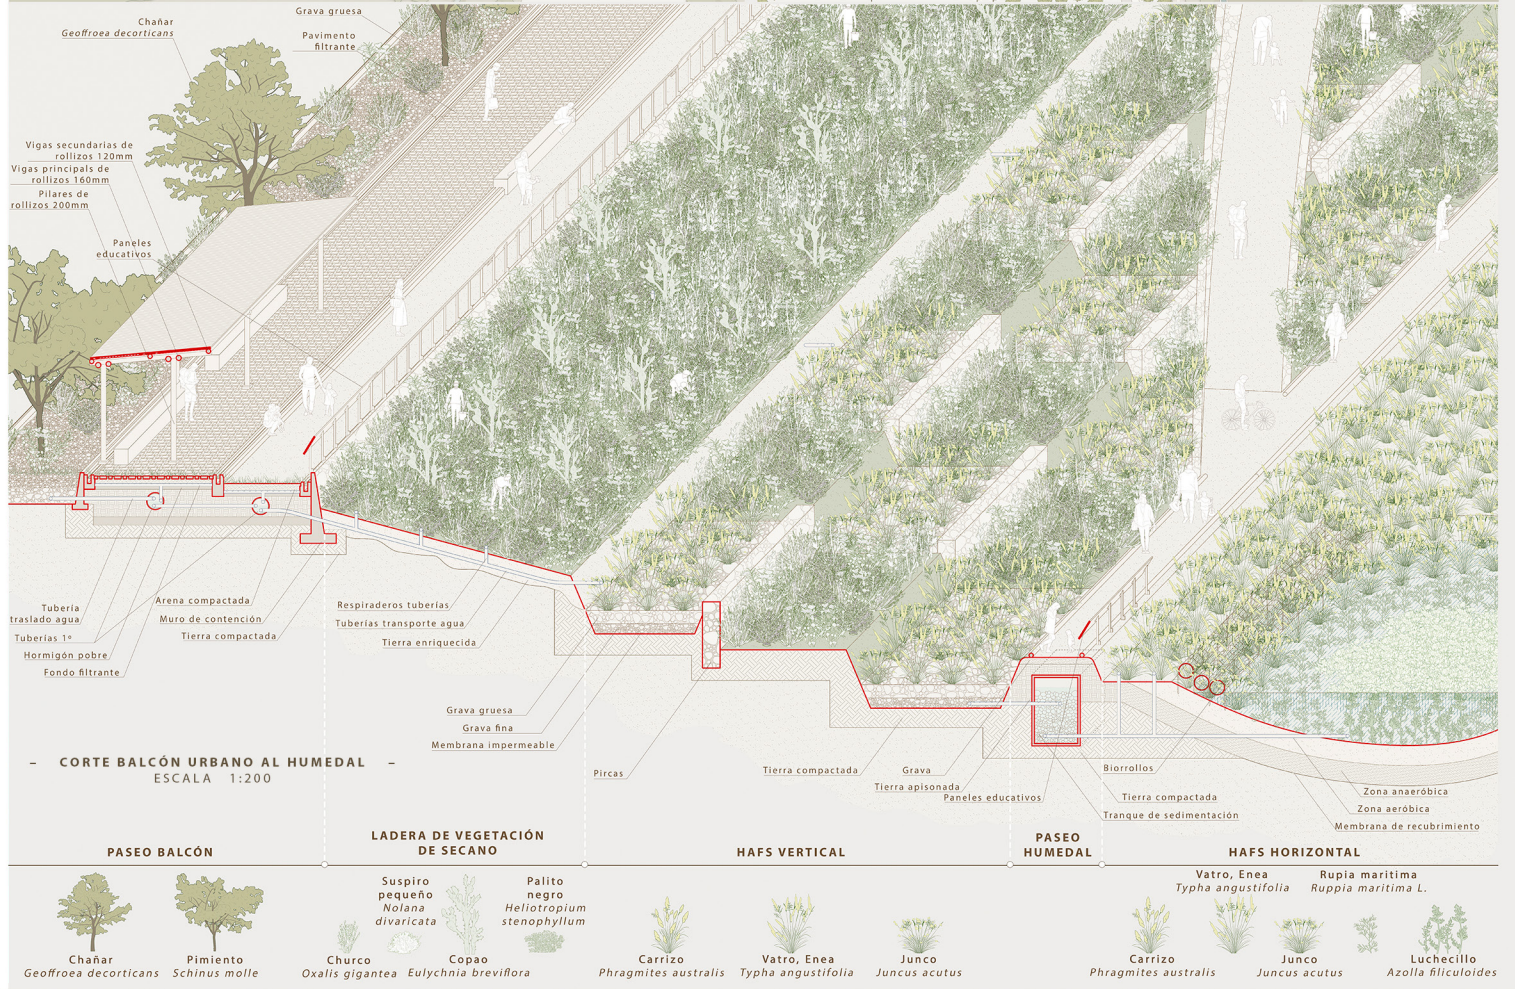 Chañar
Geoffroea decorticans
Grava gruesa
Pavimento
filtrante
Vigas secundarias de
rollizos 120mm
Vigas principals de
rollizos 160mm
Pilares de
rollizos 200mm
Paneles
educativos
Tubería
traslado agua
Tuberías 1º
Hormigón pobre
Fondo filtrante
Arena compactada
Muro de contención
Tierra compactada
Respiraderos tuberías
Tuberías transporte agua
Tierra enriquecida
Grava gruesa
Grava fina
Membrana impermeable
Pircas
Tierra compactada
Grava
Tierra apisonada
Paneles educativos
Biorrollos
Tierra compactada
Tranque de sedimentación
Zona anaeróbica
Zona aeróbica
Membrana de recubrimiento
– CORTE BALCÓN URBANO AL HUMEDAL –
ESCALA 1:200
PASEO BALCÓN
LADERA DE VEGETACIÓN
DE SECANO
HAFS VERTICAL
PASEO
HUMEDAL
HAFS HORIZONTAL
Chañar
Geoffroea decorticans
Pimiento
Schinus molle
Churco
Oxalis gigantea
Suspiro
pequeño
Nolana
divaricata
Copao
Eulychnia breviflora
Palito
negro
Heliotropium
stenophyllum
Carrizo
Phragmites australis
Vatro, Enea
Typha angustifolia
Junco
Juncus acutus
Carrizo
Phragmites australis
Vatro, Enea
Typha angustifolia
Junco
Juncus acutus
Rupia maritima
Ruppia maritima L.
Luchecillo
Azolla filiculoides